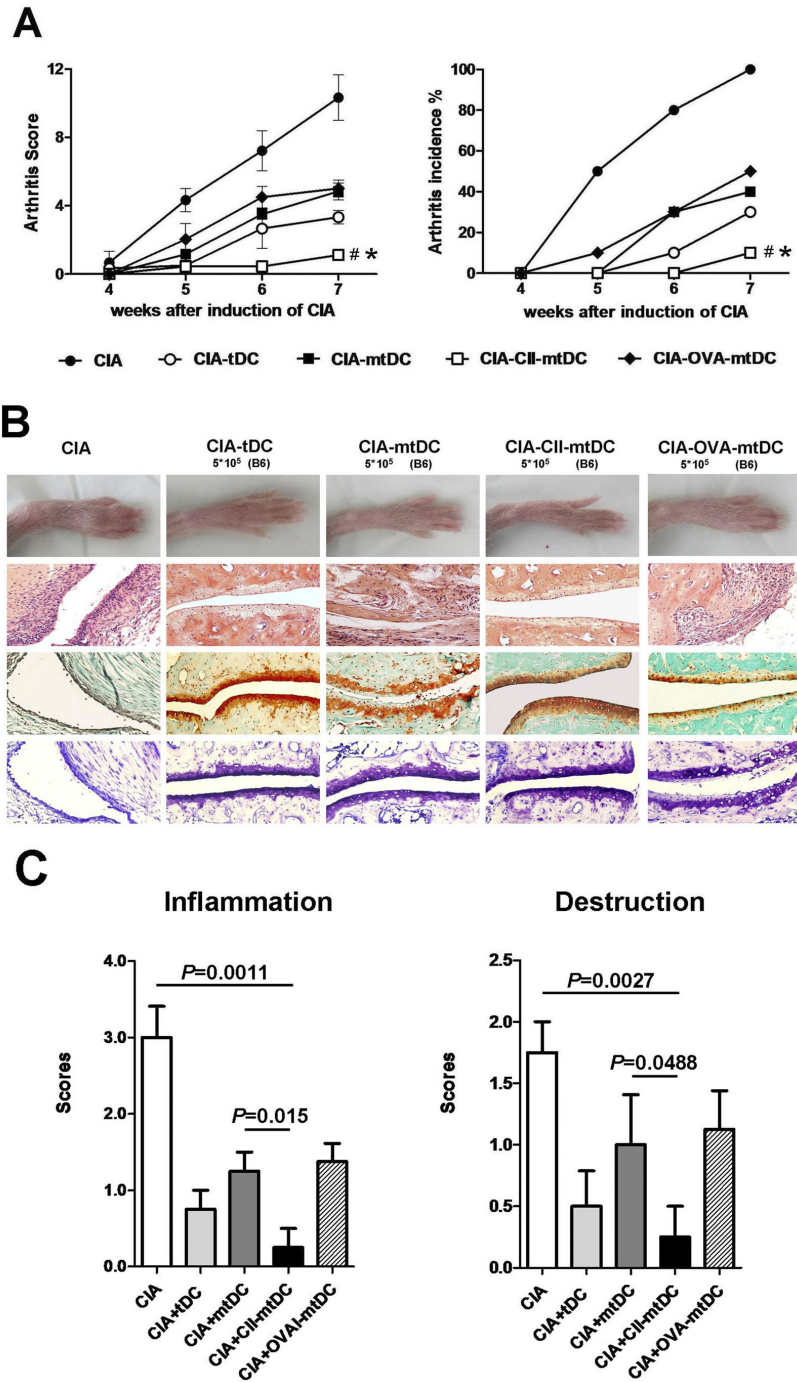 A
12
8
4
0
Arthritis Score
4 5 6 7
weeks after induction of CIA
# *
100
80
60
40
20
0
Arthritis incidence %
4 5 6 7
weeks after induction of CIA
# *
CIA CIA-tDC CIA-mtDC CIA-CII-mtDC CIA-OVA-mtDC
B
CIA CIA-tDC CIA-mtDC CIA-CII-mtDC CIA-OVA-mtDC
5*10⁵ (B6) 5*10⁵ (B6) 5*10⁵ (B6) 5*10⁵ (B6)
C
Inflammation
4.0
3.0
2.0
1.0
0.0
Scores
P=0.0011
P=0.015
CIA
CIA+tDC
CIA+mtDC
CIA+CII-mtDC
CIA+OVAI-mtDC
Destruction
2.5
2.0
1.5
1.0
0.5
0.0
Scores
P=0.0027
P=0.0488
CIA
CIA+tDC
CIA+mtDC
CIA+CII-mtDC
CIA+OVA-mtDC